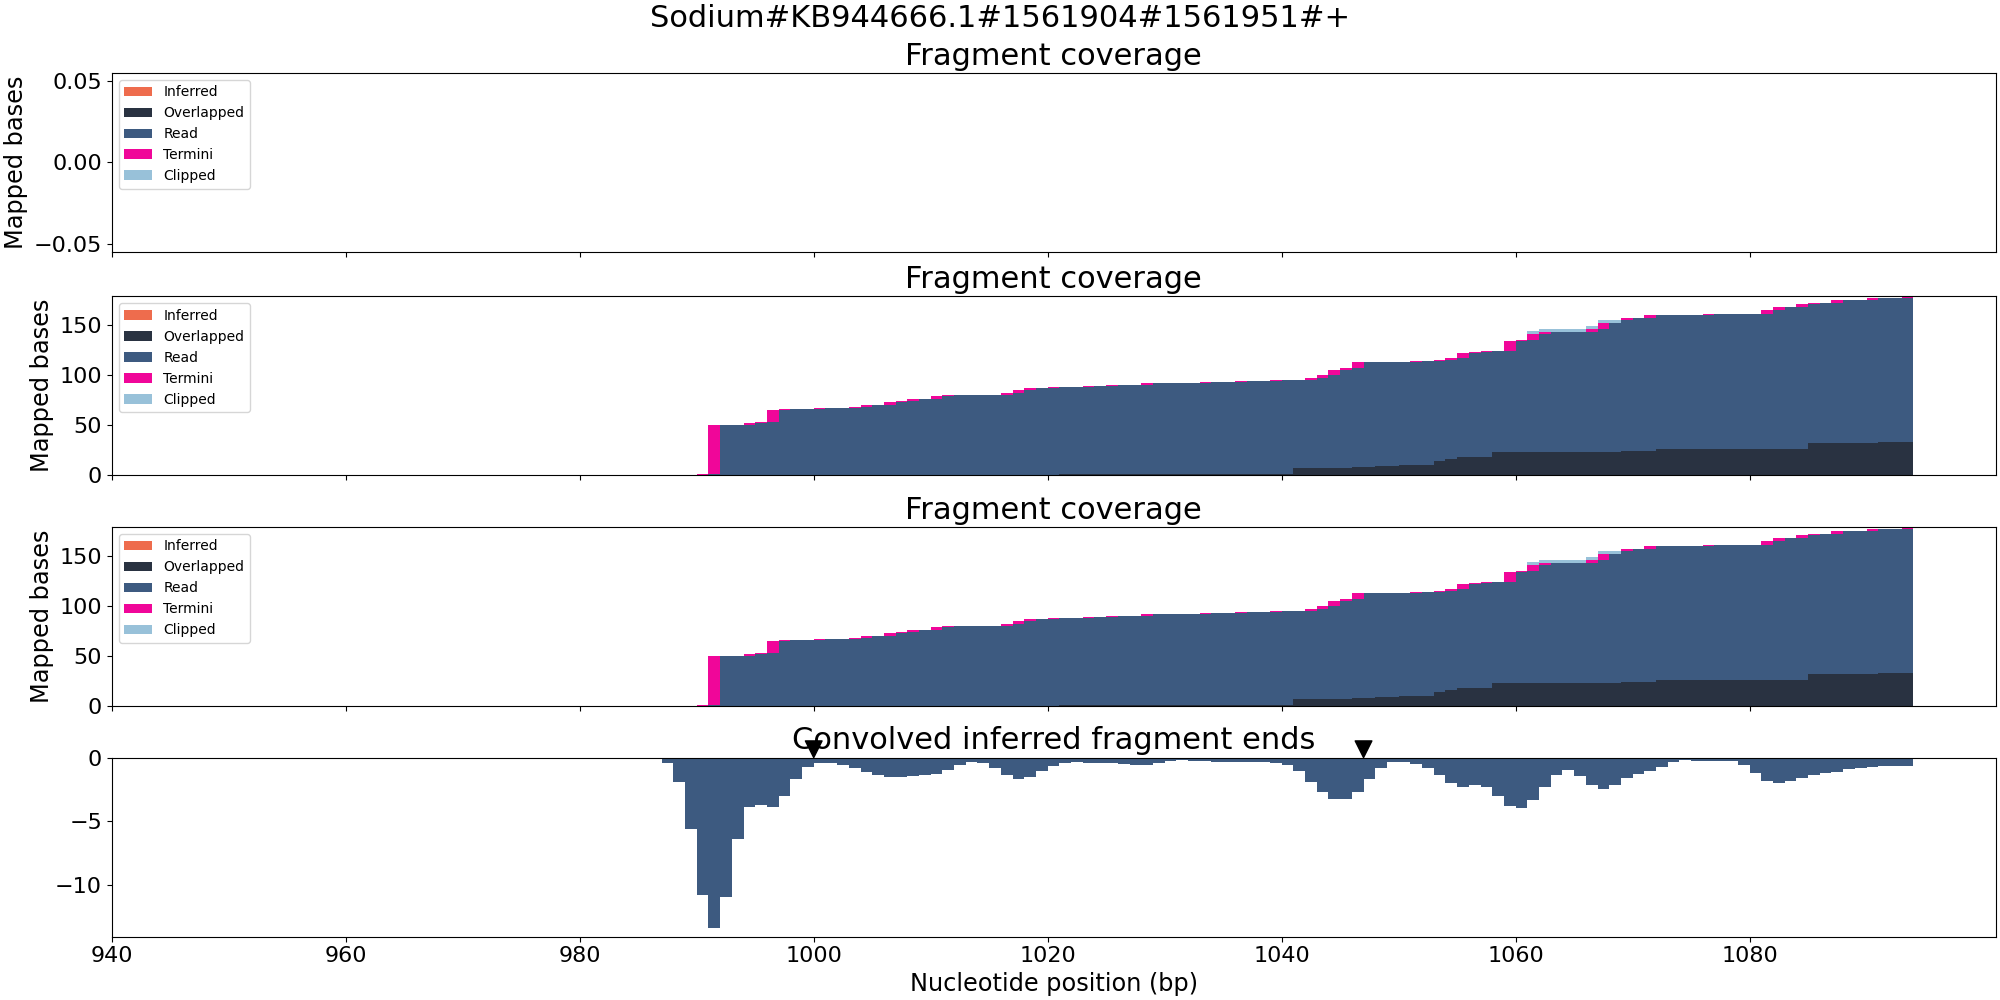 Sodium#KB944666.1#1561904#1561951#+
Fragment coverage
Mapped bases
0.05
0.00
−0.05
Inferred
Overlapped
Read
Termini
Clipped
Fragment coverage
Mapped bases
150
100
50
0
Inferred
Overlapped
Read
Termini
Clipped
Fragment coverage
Mapped bases
150
100
50
0
Inferred
Overlapped
Read
Termini
Clipped
Convolved inferred fragment ends
0
−5
−10
940 960 980 1000 1020 1040 1060 1080
Nucleotide position (bp)